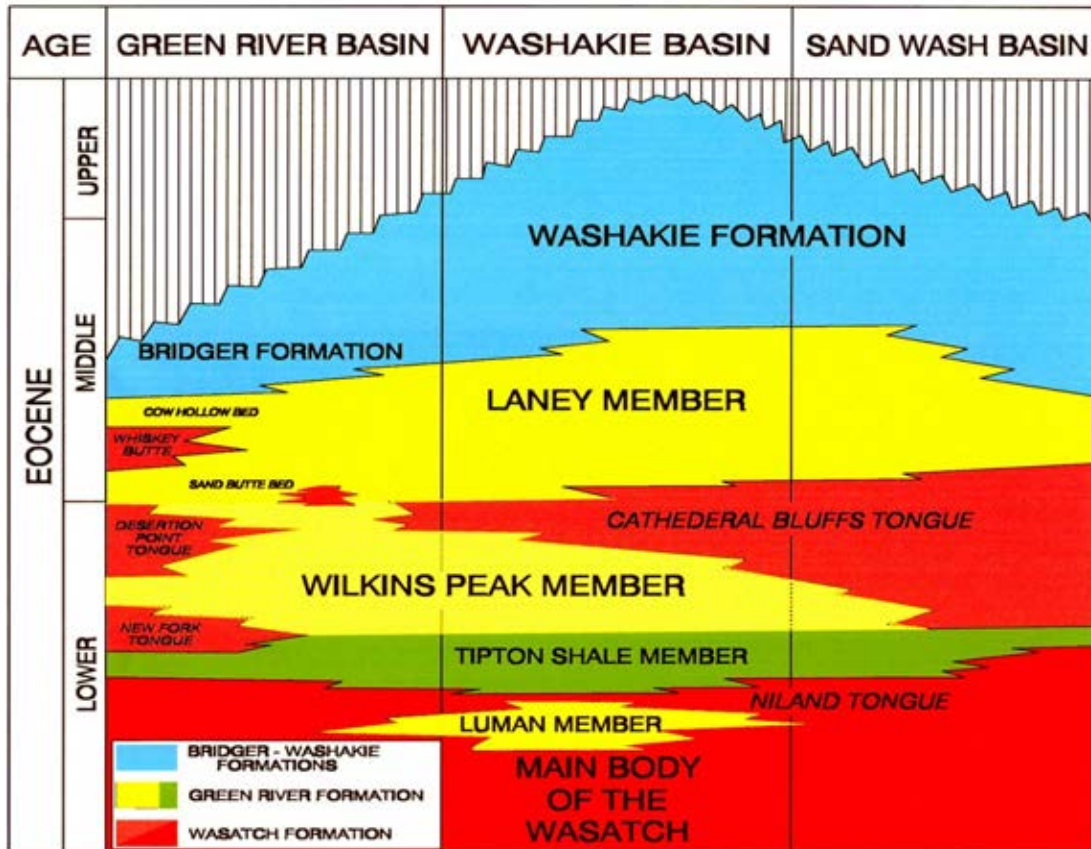 AGE
GREEN RIVER BASIN
WASHAKIE BASIN
SAND WASH BASIN
EOCENE
UPPER
MIDDLE
LOWER
WASHAKIE FORMATION
BRIDGER FORMATION
LANEY MEMBER
COW HOLLOW BED
WHISKEY
BUTTE
SAND BUTTE BED
CATHEDERAL BLUFFS TONGUE
DESERTION
POINT
TONGUE
WILKINS PEAK MEMBER
NEW FORK
TONGUE
TIPTON SHALE MEMBER
NILAND TONGUE
LUMAN MEMBER
MAIN BODY
OF THE
WASATCH
BRIDGER - WASHAKIE
FORMATIONS
GREEN RIVER FORMATION
WASATCH FORMATION